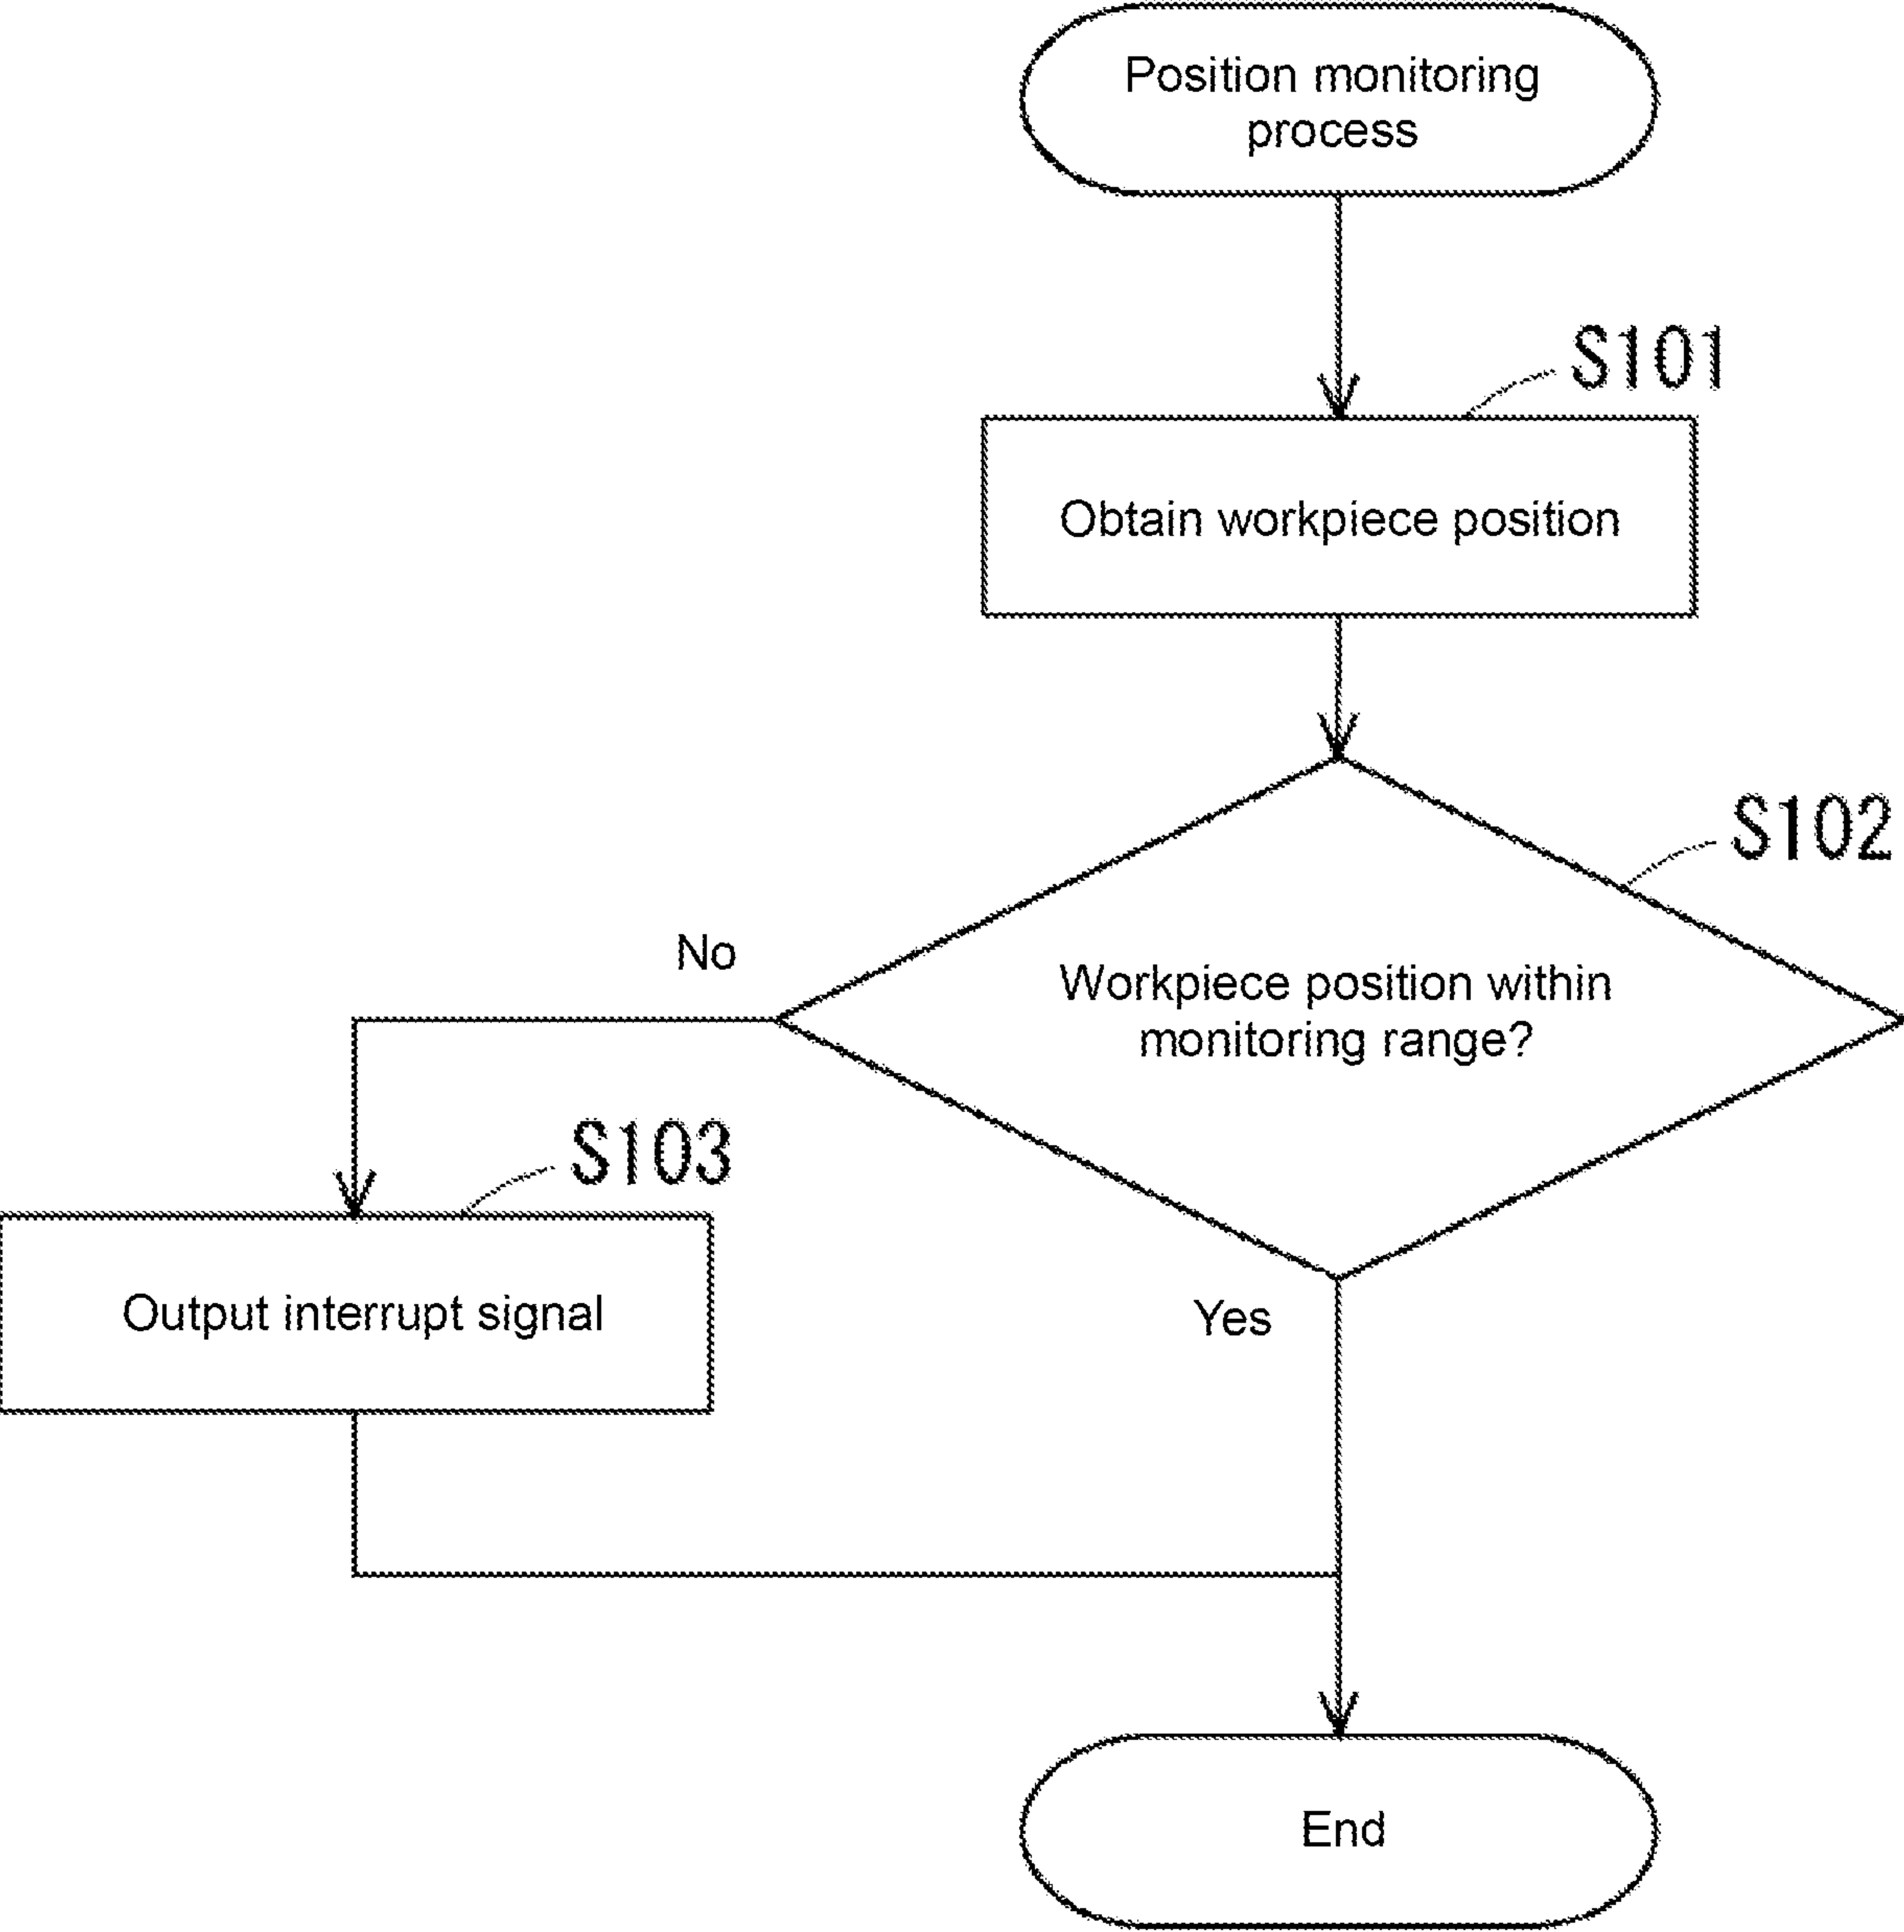 Position monitoring
process
S101
Obtain workpiece position
S102
No
Workpiece position within
monitoring range?
S103
Output interrupt signal
Yes
End